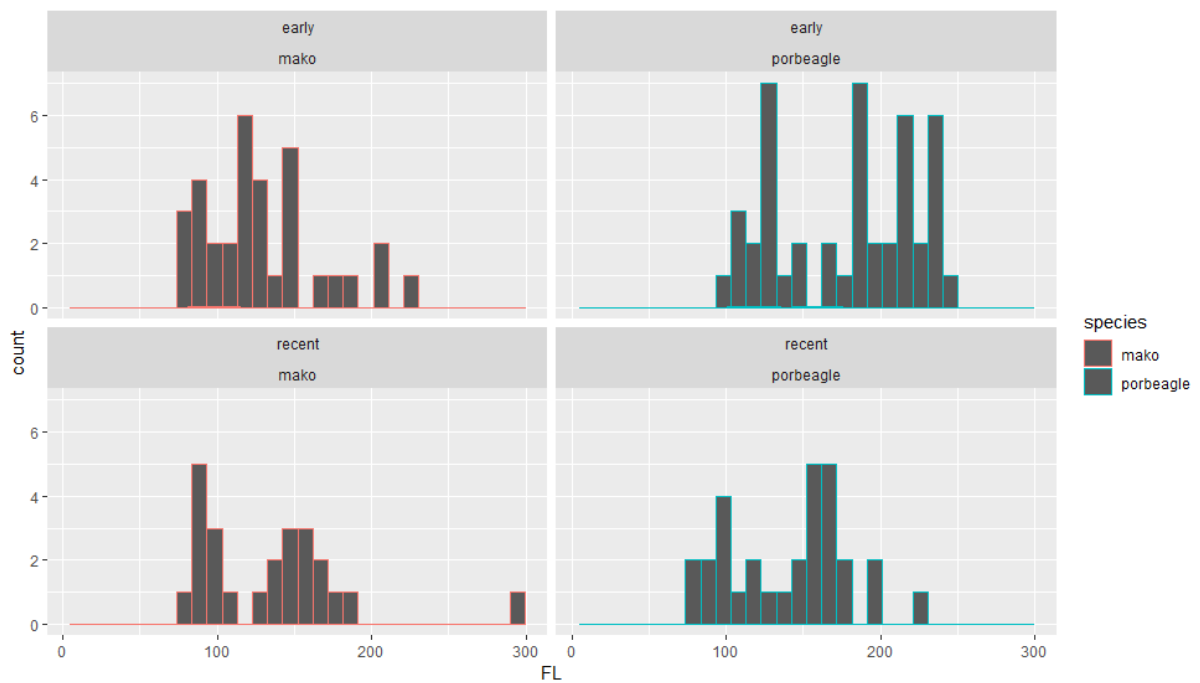 early
mako
early
porbeagle
6
4
2
0
recent
mako
recent
porbeagle
6
4
2
0
0 100 200 300
0 100 200 300
count
FL
species
mako
porbeagle